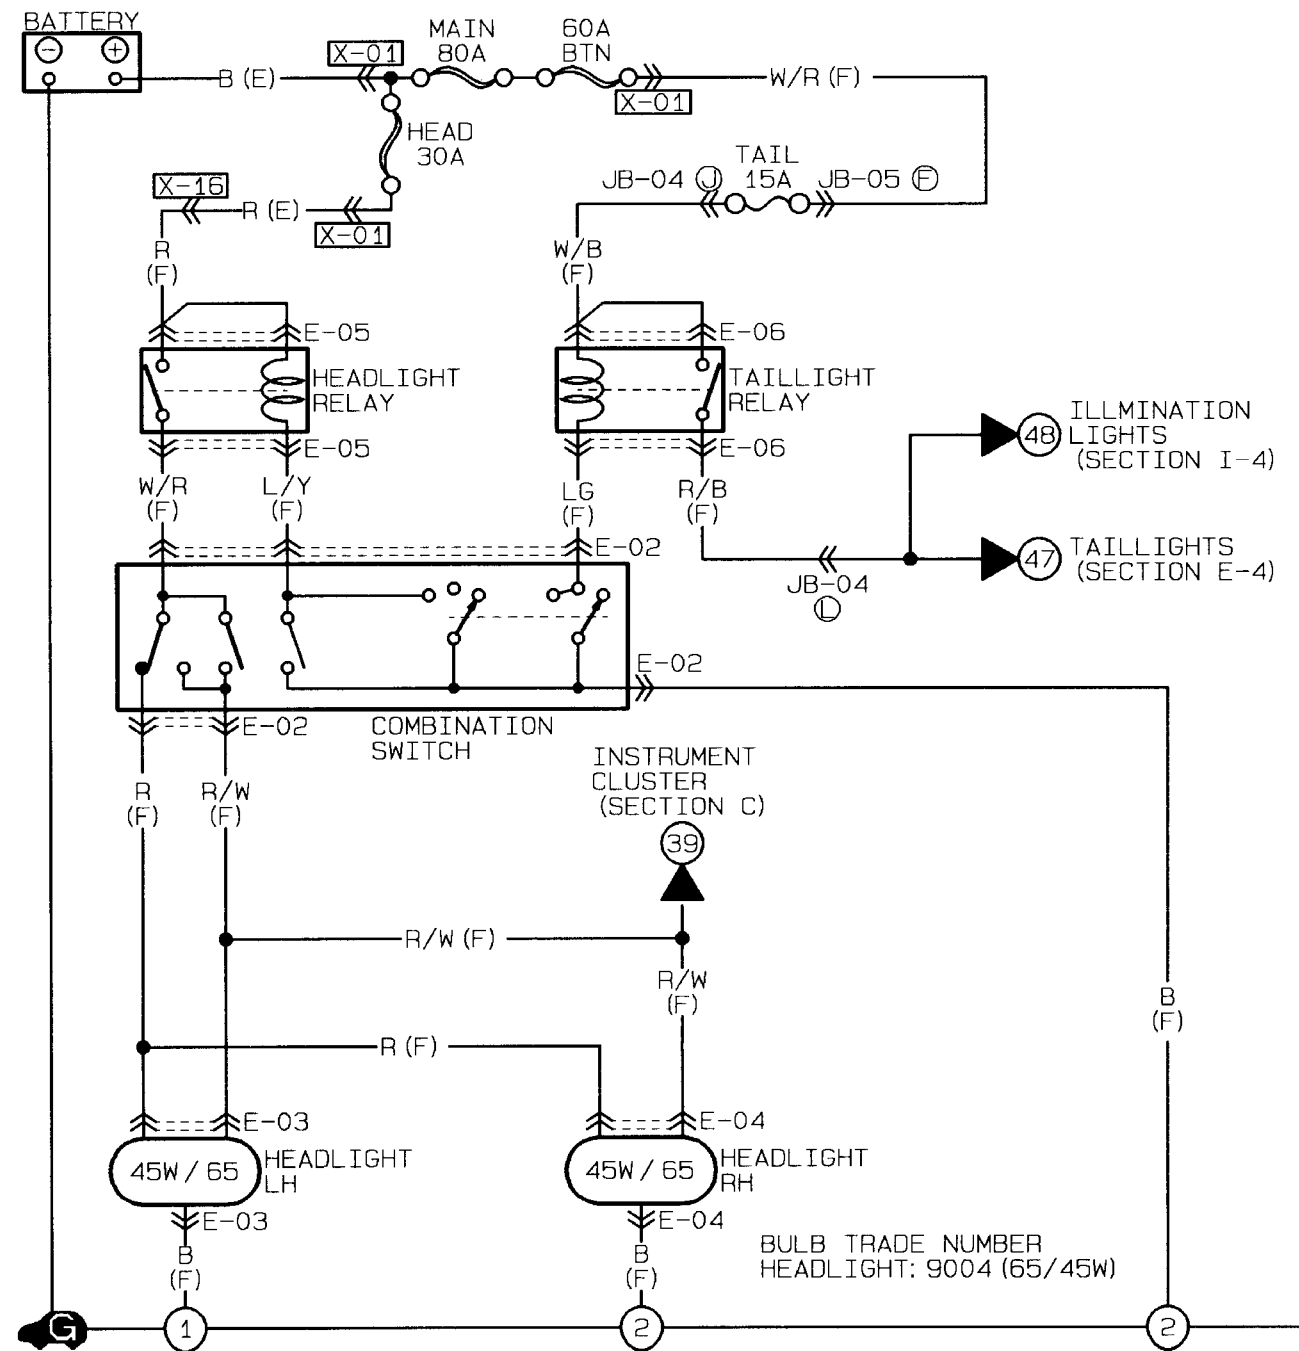 BATTERY
MAIN
80A
60A
BTN
X-01
B (E)
W/R (F)
X-01
HEAD
30A
TAIL
15A
JB-04 J
JB-05 F
X-16
R (E)
X-01
R
(F)
W/B
(F)
E-05
E-06
HEADLIGHT
RELAY
TAILLIGHT
RELAY
48
ILLMINATION
LIGHTS
(SECTION I-4)
E-05
E-06
W/R
(F)
L/Y
(F)
LG
(F)
R/B
(F)
E-02
47
TAILLIGHTS
(SECTION E-4)
JB-04
L
E-02
E-02
COMBINATION
SWITCH
INSTRUMENT
CLUSTER
(SECTION C)
R
(F)
R/W
(F)
39
R/W (F)
R/W
(F)
B
(F)
R (F)
E-03
E-04
45W / 65
HEADLIGHT
LH
45W / 65
HEADLIGHT
RH
E-03
E-04
B
(F)
B
(F)
BULB TRADE NUMBER
HEADLIGHT: 9004 (65/45W)
G
1
2
2